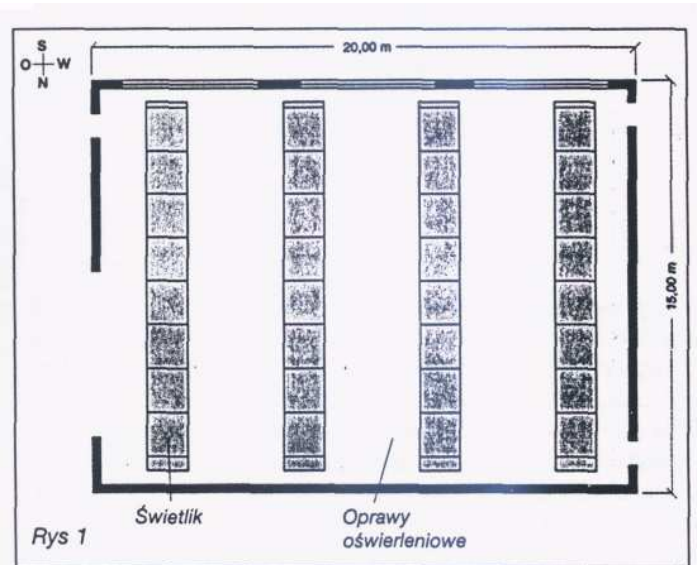 S
O W
N
20,00 m
15,00 m
Świetlik
Oprawy
oświerleniowe
Rys 1